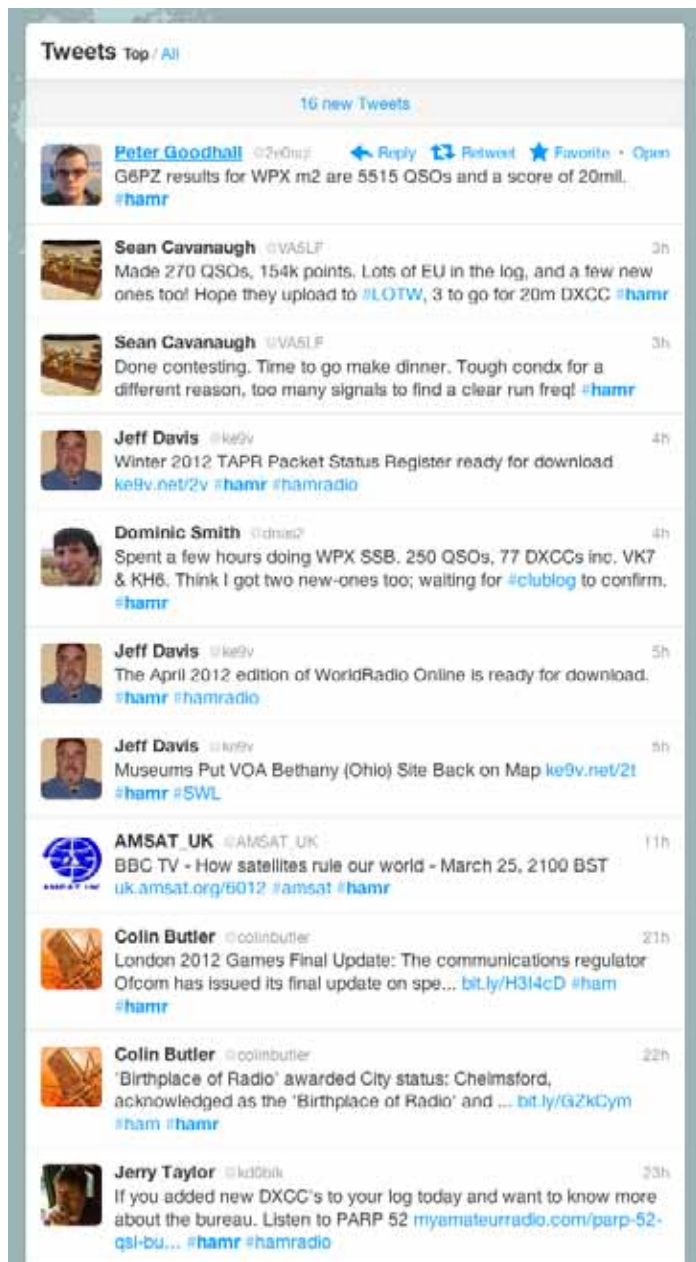 Tweets Top / All
16 new Tweets
Peter Goodhall Reply Retweet Favorite · Open
G6PZ results for WPX m2 are 5515 QSOs and a score of 20mil.
#hamr
Sean Cavanaugh @VA5LF 3h
Made 270 QSOs, 154k points. Lots of EU in the log, and a few new
ones too! Hope they upload to #LOTW, 3 to go for 20m DXCC #hamr
Sean Cavanaugh @VA5LF 3h
Done contesting. Time to go make dinner. Tough condx for a
different reason, too many signals to find a clear run freq! #hamr
Jeff Davis @ke9v 4h
Winter 2012 TAPR Packet Status Register ready for download
ke9v.net/2v #hamr #hamradio
Dominic Smith 4h
Spent a few hours doing WPX SSB. 250 QSOs, 77 DXCCs inc. VK7
& KH6. Think I got two new-ones too; waiting for #clublog to confirm.
#hamr
Jeff Davis @ke9v 5h
The April 2012 edition of WorldRadio Online is ready for download.
#hamr #hamradio
Jeff Davis @ke9v 5h
Museums Put VOA Bethany (Ohio) Site Back on Map ke9v.net/2t
#hamr #SWL
AMSAT_UK @AMSAT_UK 11h
BBC TV - How satellites rule our world - March 25, 2100 BST
uk.amsat.org/6012 #amsat #hamr
Colin Butler @colinbutler 21h
London 2012 Games Final Update: The communications regulator
Ofcom has issued its final update on spe... bit.ly/H3I4cD #ham
#hamr
Colin Butler @colinbutler 22h
'Birthplace of Radio' awarded City status: Chelmsford,
acknowledged as the 'Birthplace of Radio' and ... bit.ly/GZkCym
#ham #hamr
Jerry Taylor @kd0bik 23h
If you added new DXCC's to your log today and want to know more
about the bureau. Listen to PARP 52 myamateurradio.com/parp-52-
qsl-bu... #hamr #hamradio